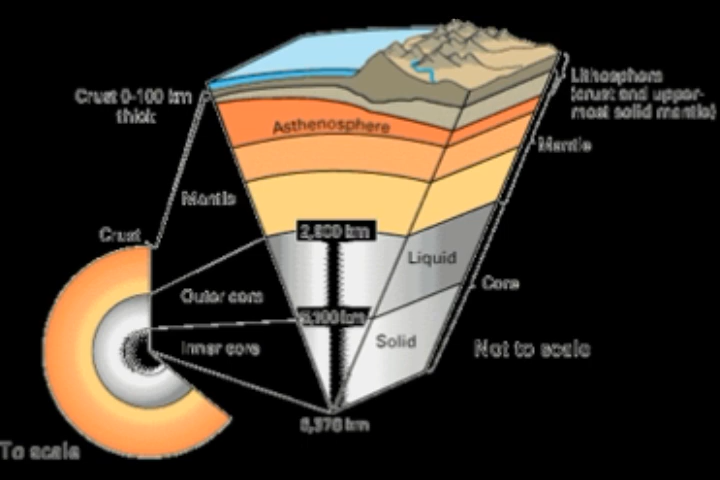 Crust 0-100 km
thick
Lithosphere
(crust and upper-
most solid mantle)
Asthenosphere
Mantle
Mantle
Crust
2,900 km
Liquid
Outer core
Core
5,100 km
Inner core
Solid
Not to scale
6,378 km
To scale